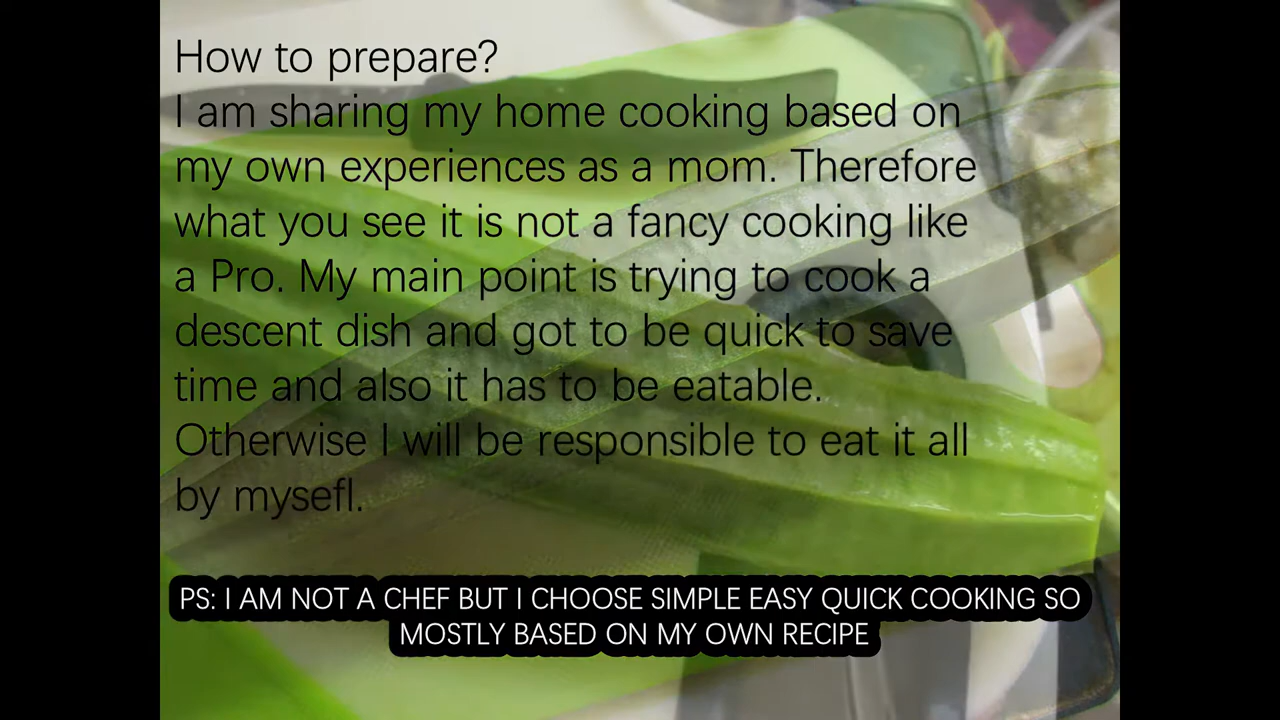 How to prepare?
I am sharing my home cooking based on
my own experiences as a mom. Therefore
what you see it is not a fancy cooking like
a Pro. My main point is trying to cook a
descent dish and got to be quick to save
time and also it has to be eatable.
Otherwise I will be responsible to eat it all
by mysefl.
PS: I AM NOT A CHEF BUT I CHOOSE SIMPLE EASY QUICK COOKING SO
MOSTLY BASED ON MY OWN RECIPE